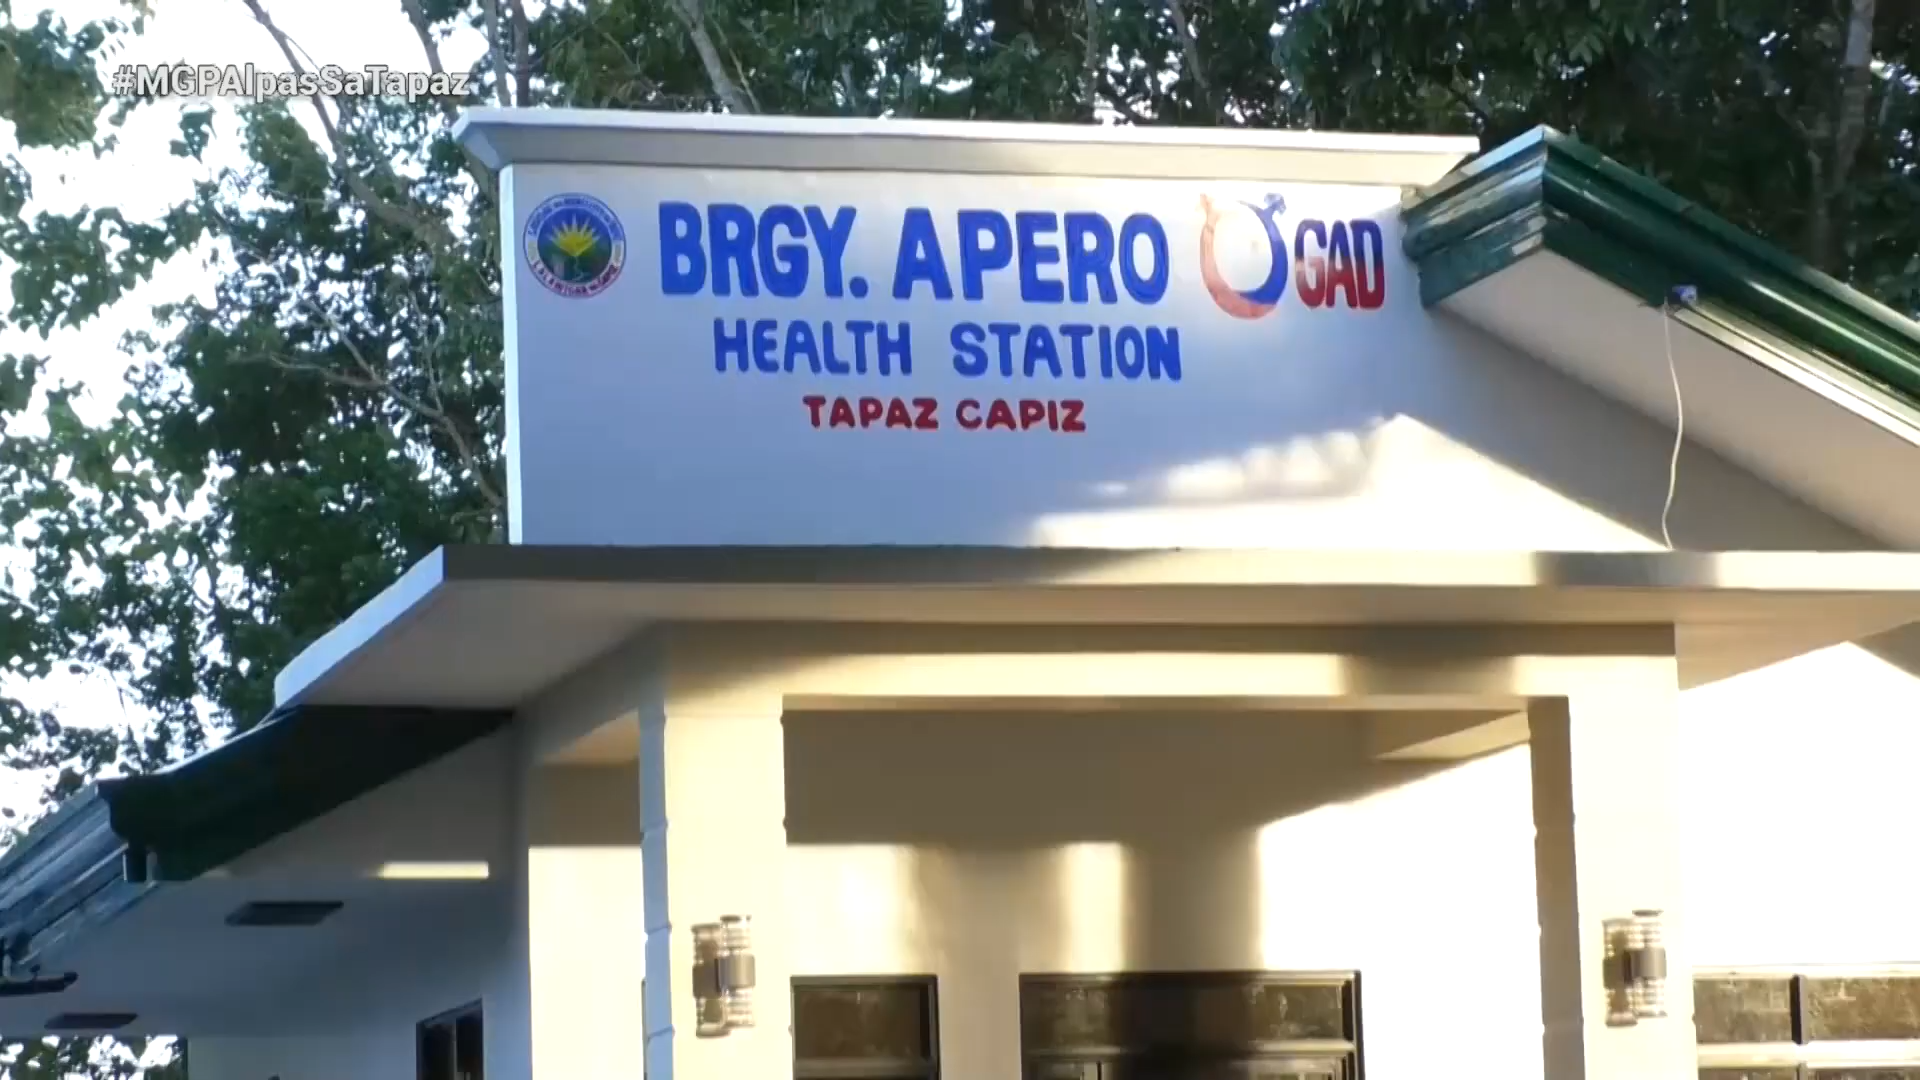 #MGPAlpasSaTapaz
BRGY. APERO
GAD
HEALTH STATION
TAPAZ CAPIZ